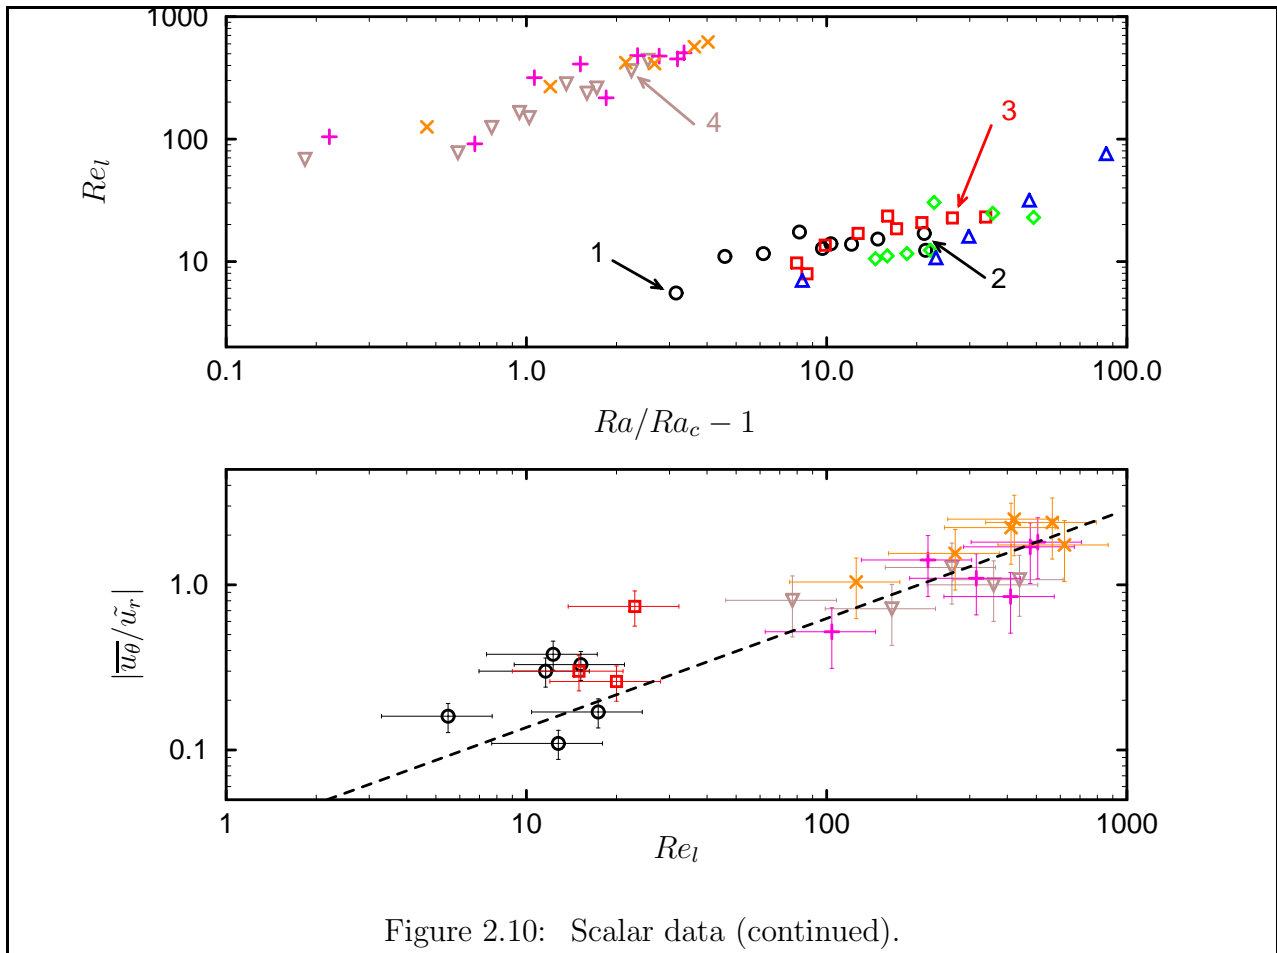 1000
100
10
Re_l
4
3
1
2
0.1 1.0 10.0 100.0
Ra/Ra_c − 1
1.0
0.1
|\overline{u_θ}/\tilde{u_r}|
1 10 100 1000
Re_l
Figure 2.10: Scalar data (continued).